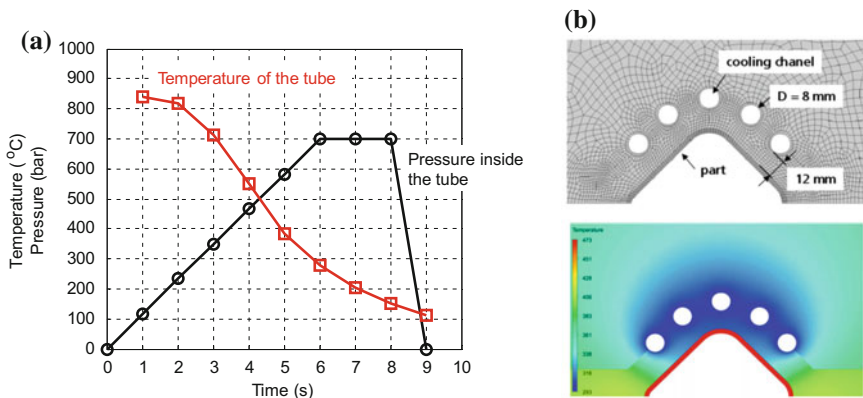 (a)
1000
900
800
700
600
500
400
300
200
100
0
Temperature ( °C)
Pressure (bar)
Temperature of the tube
Pressure inside
the tube
0 1 2 3 4 5 6 7 8 9 10
Time (s)
(b)
cooling chanel
D = 8 mm
part
12 mm
Temperature
473